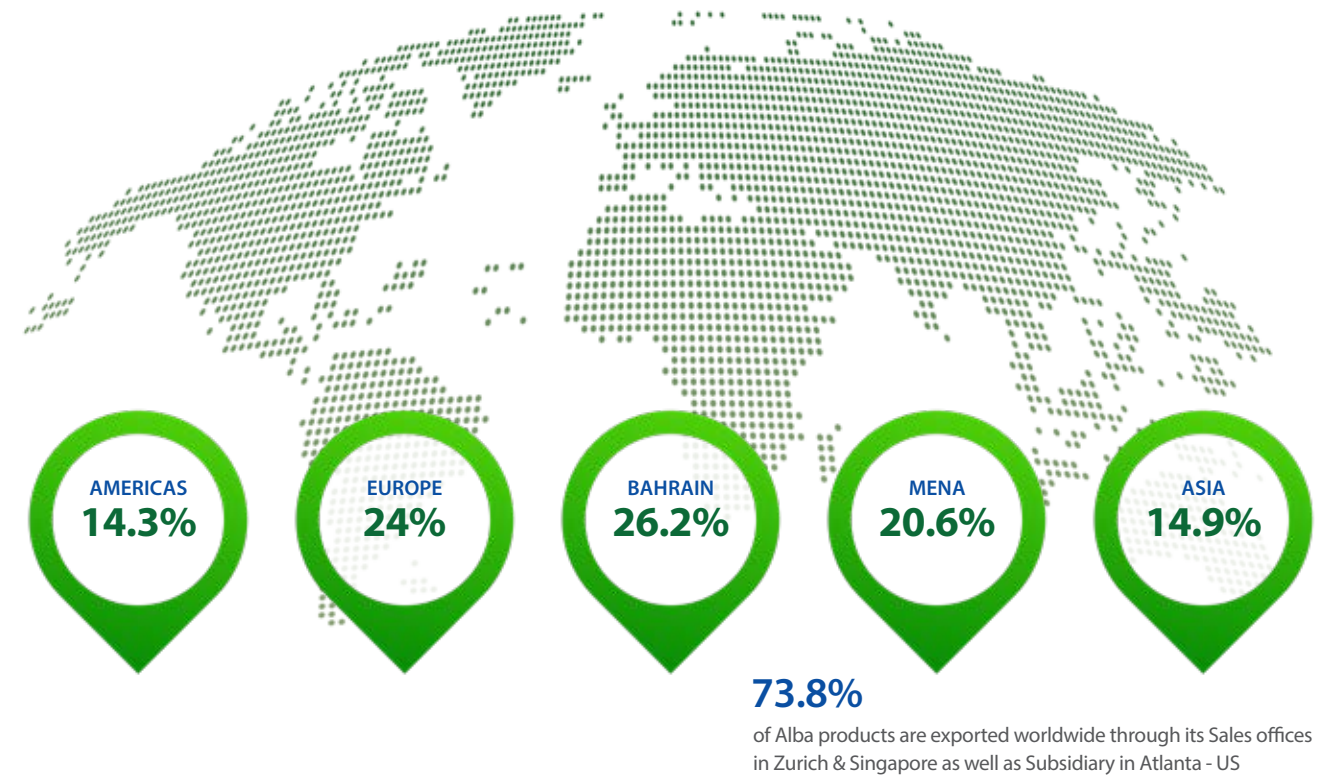 AMERICAS
14.3%
EUROPE
24%
BAHRAIN
26.2%
MENA
20.6%
ASIA
14.9%
73.8%
of Alba products are exported worldwide through its Sales offices
in Zurich & Singapore as well as Subsidiary in Atlanta - US